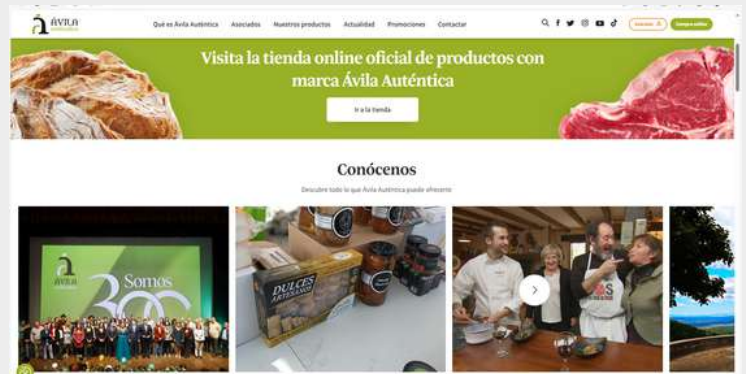 ÁVILA
Qué es Ávila Auténtica Asociados Nuestros productos Actualidad Promociones Contactar
Visita la tienda online oficial de productos con
marca Ávila Auténtica
Ir a la tienda
Conócenos
Descubre todo lo que Ávila Auténtica puede ofrecerte
ÁVILA
Somos
300
DULCES
ARTESANOS